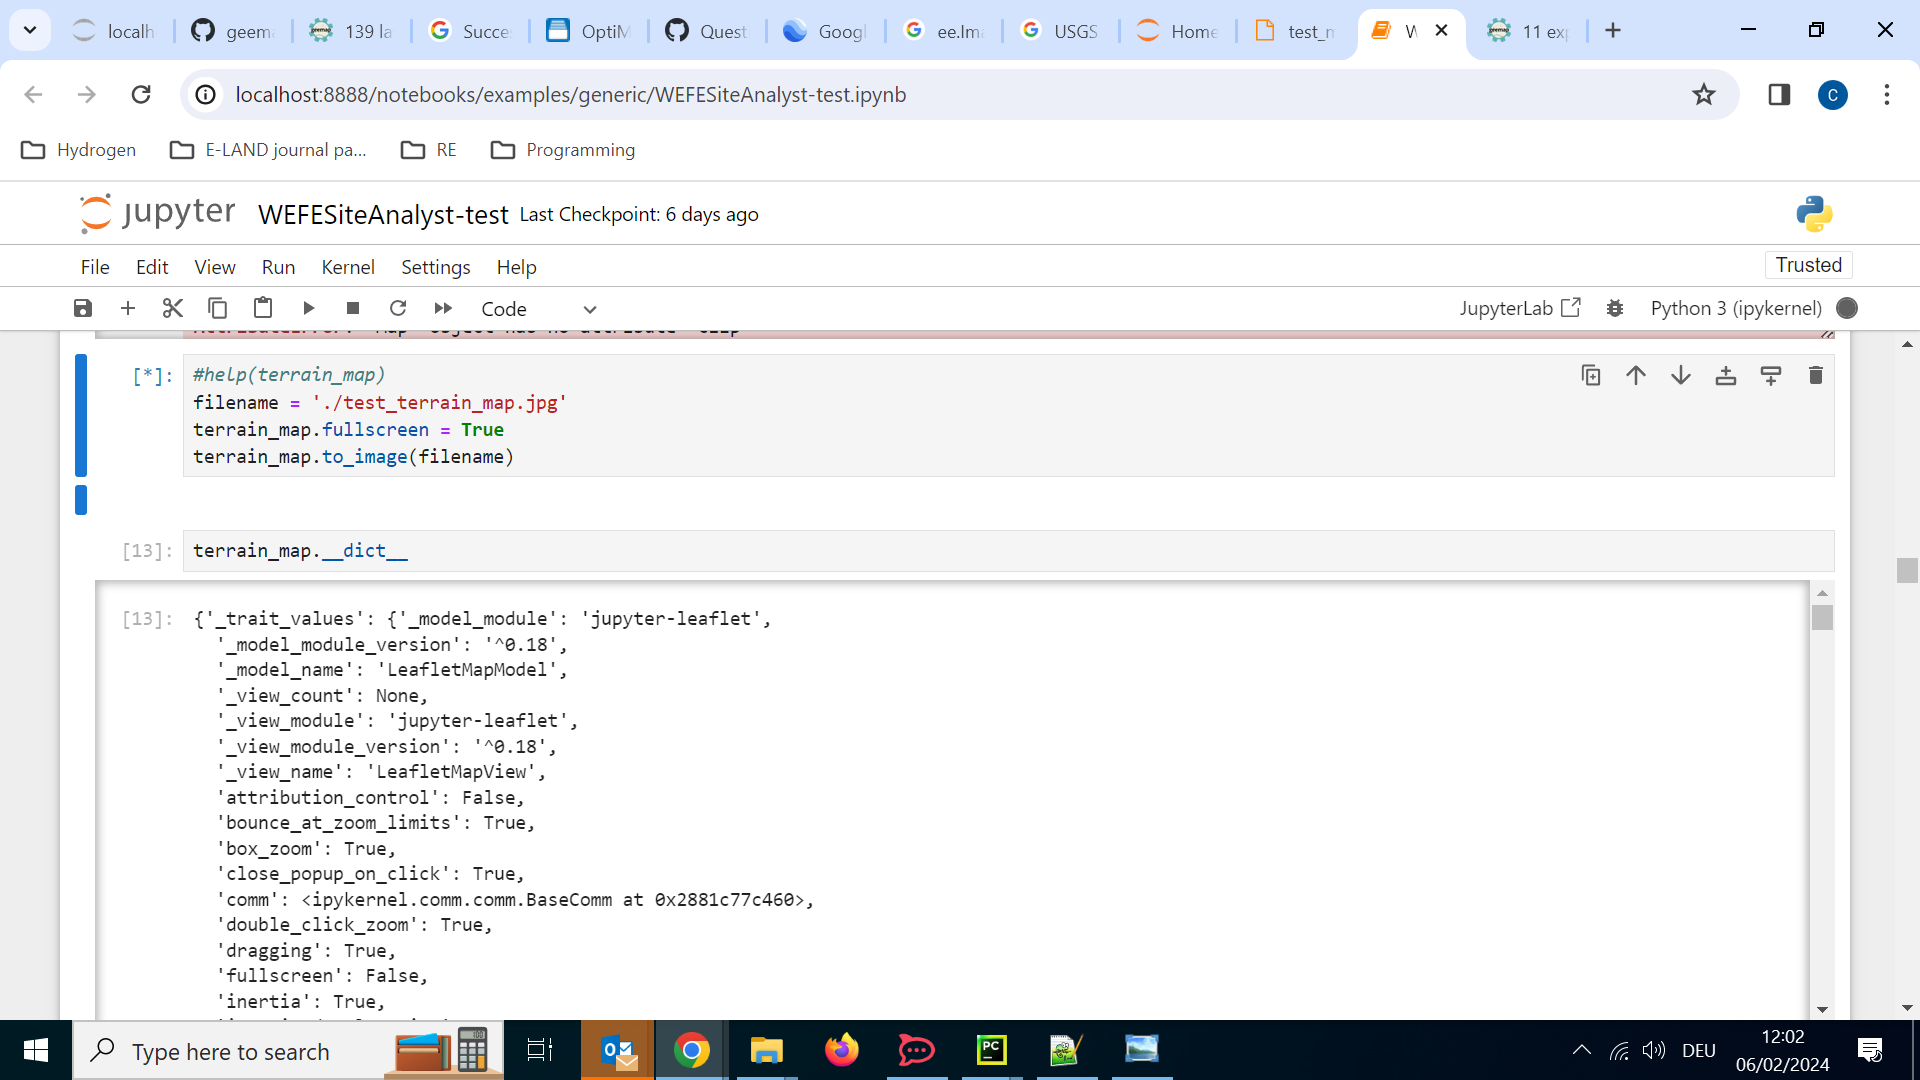 localh
geema
139 la
Succes
OptiM
Quest
Googl
ee.Ima
USGS
Home
test_m
W
11 exp
localhost:8888/notebooks/examples/generic/WEFESiteAnalyst-test.ipynb
C
Hydrogen
E-LAND journal pa...
RE
Programming
jupyter WEFESiteAnalyst-test Last Checkpoint: 6 days ago
File Edit View Run Kernel Settings Help
Trusted
Code
JupyterLab
Python 3 (ipykernel)
[*]: #help(terrain_map)
filename = './test_terrain_map.jpg'
terrain_map.fullscreen = True
terrain_map.to_image(filename)
[13]: terrain_map.__dict__
[13]: {'_trait_values': {'_model_module': 'jupyter-leaflet',
'_model_module_version': '^0.18',
'_model_name': 'LeafletMapModel',
'_view_count': None,
'_view_module': 'jupyter-leaflet',
'_view_module_version': '^0.18',
'_view_name': 'LeafletMapView',
'attribution_control': False,
'bounce_at_zoom_limits': True,
'box_zoom': True,
'close_popup_on_click': True,
'comm': <ipykernel.comm.comm.BaseComm at 0x2881c77c460>,
'double_click_zoom': True,
'dragging': True,
'fullscreen': False,
'inertia': True,
Type here to search
DEU
12:02
06/02/2024